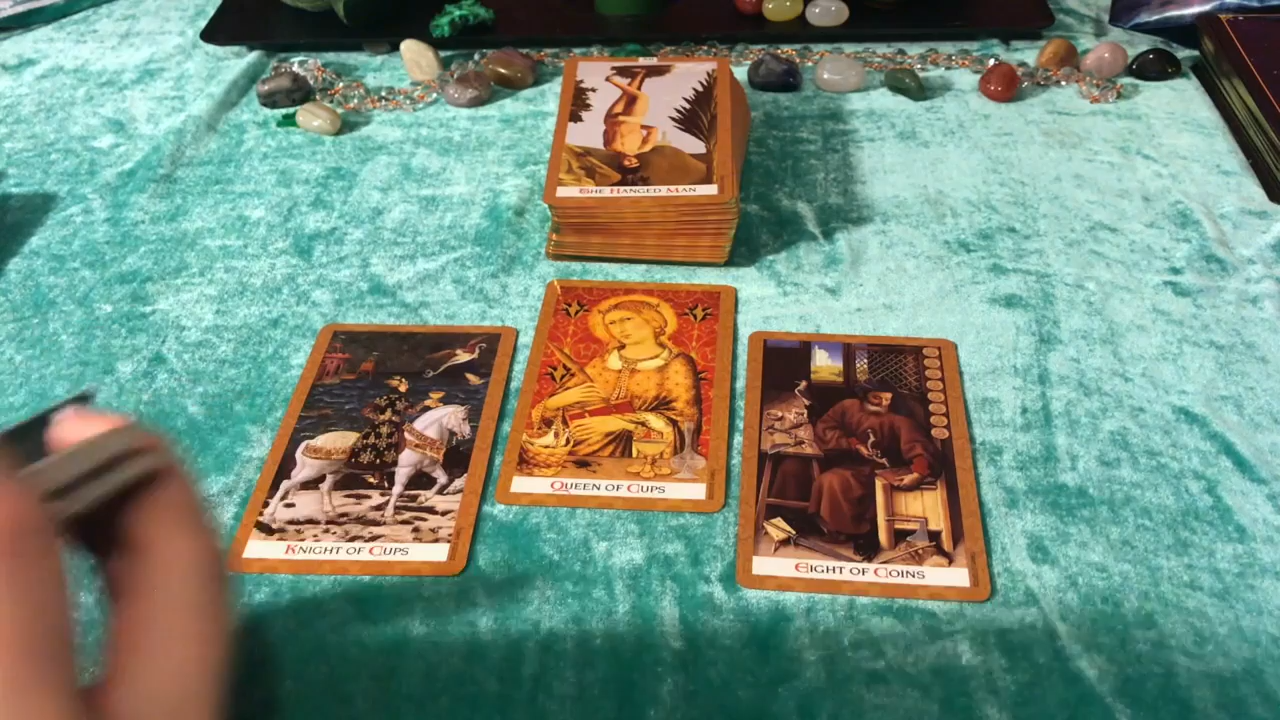 The Hanged Man
Queen of Cups
Knight of Cups
Eight of Coins